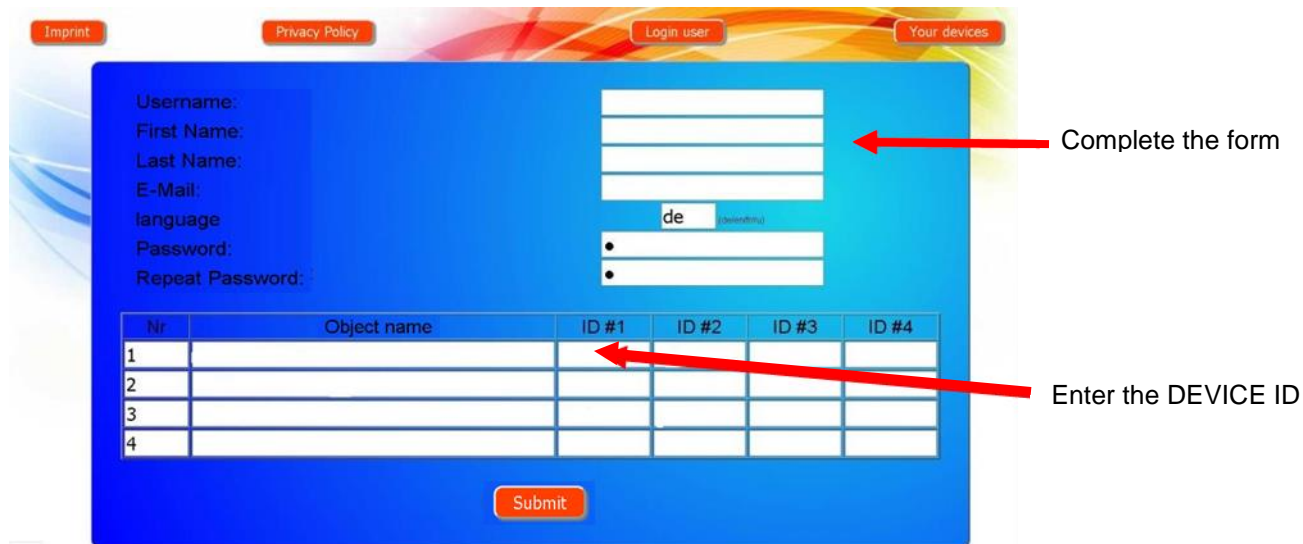 Imprint Privacy Policy Login user Your devices
Username:
First Name:
Complete the form
Last Name:
E-Mail:
language de
Password:
Repeat Password:
Nr Object name ID #1 ID #2 ID #3 ID #4
1
2
Enter the DEVICE ID
3
4
Submit